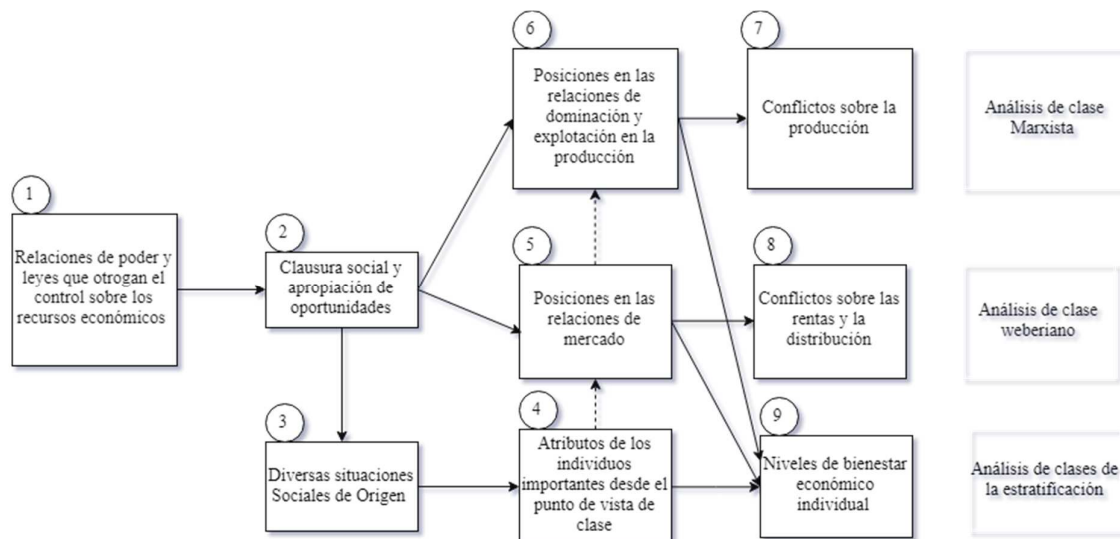 1
Relaciones de poder y
leyes que otrogan el
control sobre los
recursos económicos
2
Clausura social y
apropiación de
oportunidades
3
Diversas situaciones
Sociales de Origen
6
Posiciones en las
relaciones de
dominación y
explotación en la
producción
5
Posiciones en las
relaciones de
mercado
4
Atributos de los
individuos
importantes desde el
punto de vista de
clase
7
Conflictos sobre la
producción
8
Conflictos sobre las
rentas y la
distribución
9
Niveles de bienestar
económico
individual
Análisis de clase
Marxista
Análisis de clase
weberiano
Análisis de clases de
la estratificación